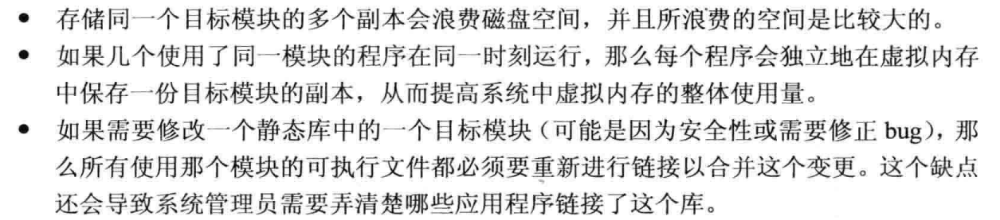 ● 存储同一个目标模块的多个副本会浪费磁盘空间，并且所浪费的空间是比较大的。
● 如果几个使用了同一模块的程序在同一时刻运行，那么每个程序会独立地在虚拟内存
中保存一份目标模块的副本，从而提高系统中虚拟内存的整体使用量。
● 如果需要修改一个静态库中的一个目标模块（可能是因为安全性或需要修正 bug），那
么所有使用那个模块的可执行文件都必须要重新进行链接以合并这个变更。这个缺点
还会导致系统管理员需要弄清楚哪些应用程序链接了这个库。